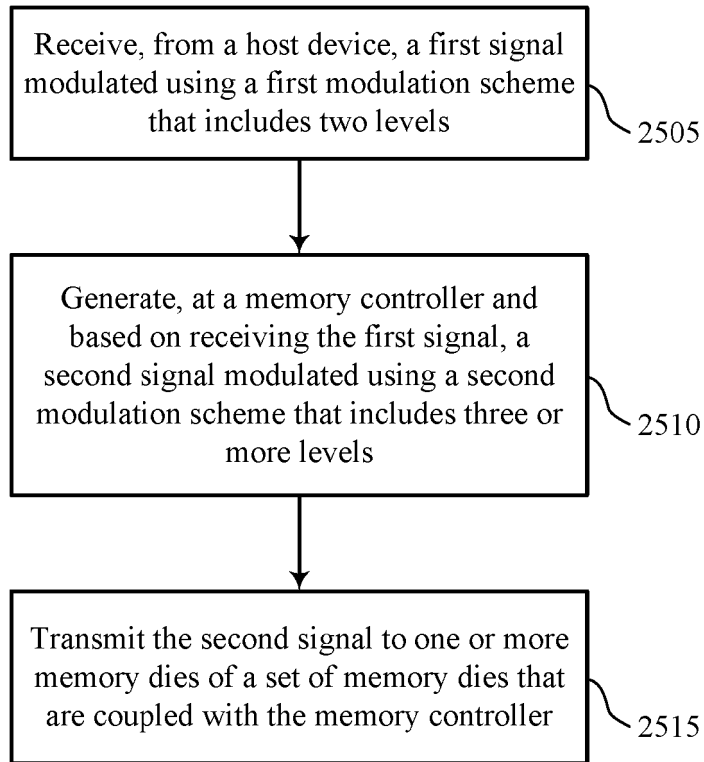 Receive, from a host device, a first signal
modulated using a first modulation scheme
that includes two levels
2505
Generate, at a memory controller and
based on receiving the first signal, a
second signal modulated using a second
modulation scheme that includes three or
more levels
2510
Transmit the second signal to one or more
memory dies of a set of memory dies that
are coupled with the memory controller
2515